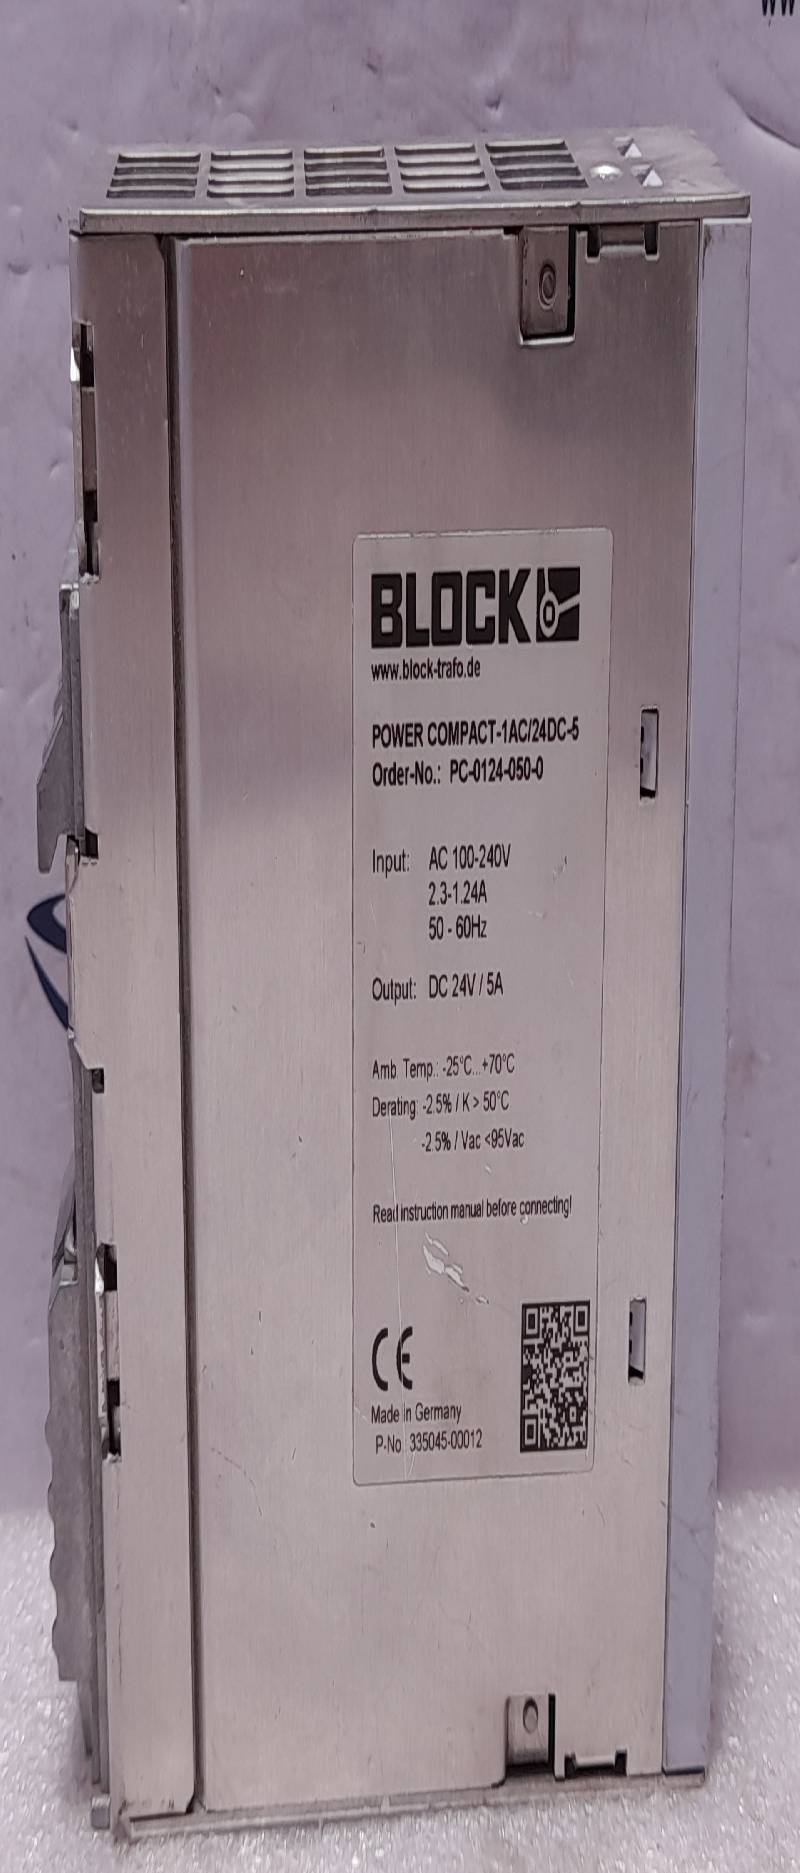 WW
BLOCK
www.block-trafo.de
POWER COMPACT-1AC/24DC-5
Order-No.: PC-0124-050-0
Input: AC 100-240V
2.3-1.24A
50 - 60Hz
Output: DC 24V / 5A
Amb. Temp.: -25°C...+70°C
Derating: -2.5% / K > 50°C
-2.5% / Vac <95Vac
Read instruction manual before connecting!
CE
Made in Germany
P-No. 335045-00012